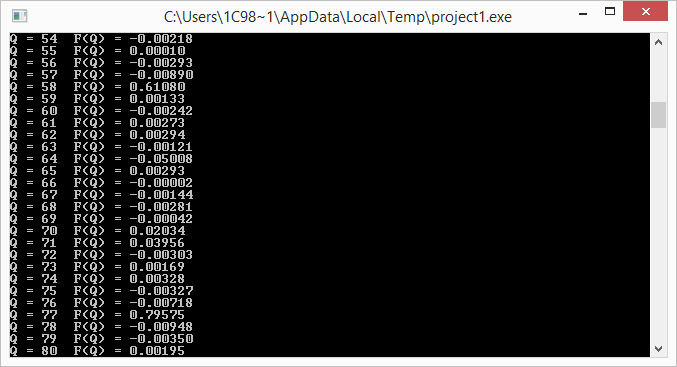 C:\Users\1C98~1\AppData\Local\Temp\project1.exe
Q = 54  F(Q) = -0.00218
Q = 55  F(Q) = 0.00010
Q = 56  F(Q) = -0.00293
Q = 57  F(Q) = -0.00890
Q = 58  F(Q) = 0.61080
Q = 59  F(Q) = 0.00133
Q = 60  F(Q) = -0.00242
Q = 61  F(Q) = 0.00273
Q = 62  F(Q) = 0.00294
Q = 63  F(Q) = -0.00121
Q = 64  F(Q) = -0.05008
Q = 65  F(Q) = 0.00293
Q = 66  F(Q) = -0.00002
Q = 67  F(Q) = -0.00144
Q = 68  F(Q) = -0.00281
Q = 69  F(Q) = -0.00042
Q = 70  F(Q) = 0.02034
Q = 71  F(Q) = 0.03956
Q = 72  F(Q) = -0.00303
Q = 73  F(Q) = 0.00169
Q = 74  F(Q) = 0.00328
Q = 75  F(Q) = -0.00327
Q = 76  F(Q) = -0.00718
Q = 77  F(Q) = 0.79575
Q = 78  F(Q) = -0.00948
Q = 79  F(Q) = -0.00350
Q = 80  F(Q) = 0.00195